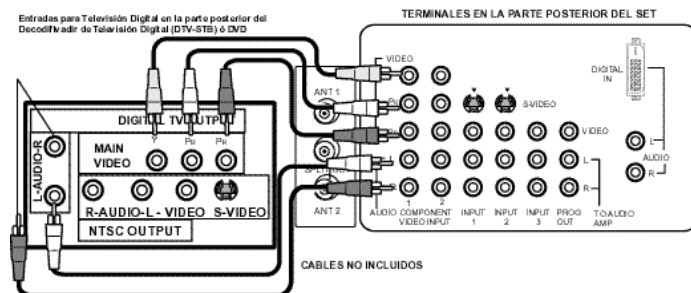 Entradas para Televisión Digital en la parte posterior del
Decodifivadir de Televisión Digital (DTV-STB) ó DVD
TERMINALES EN LA PARTE POSTERIOR DEL SET
VIDEO
ANT 1
ANT 2
S-VIDEO
DIGITAL
IN
VIDEO
L
R
L
AUDIO
R
AUDIO
1
COMPONENT
VIDEO
2
INPUT
INPUT
1
INPUT
2
INPUT
3
PROG
OUT
TO AUDIO
AMP
DIGITAL TV OUTPUT
Y
PB
PR
MAIN
VIDEO
L-AUDIO-R
R-AUDIO-L - VIDEO
S-VIDEO
NTSC OUTPUT
CABLES NO INCLUIDOS